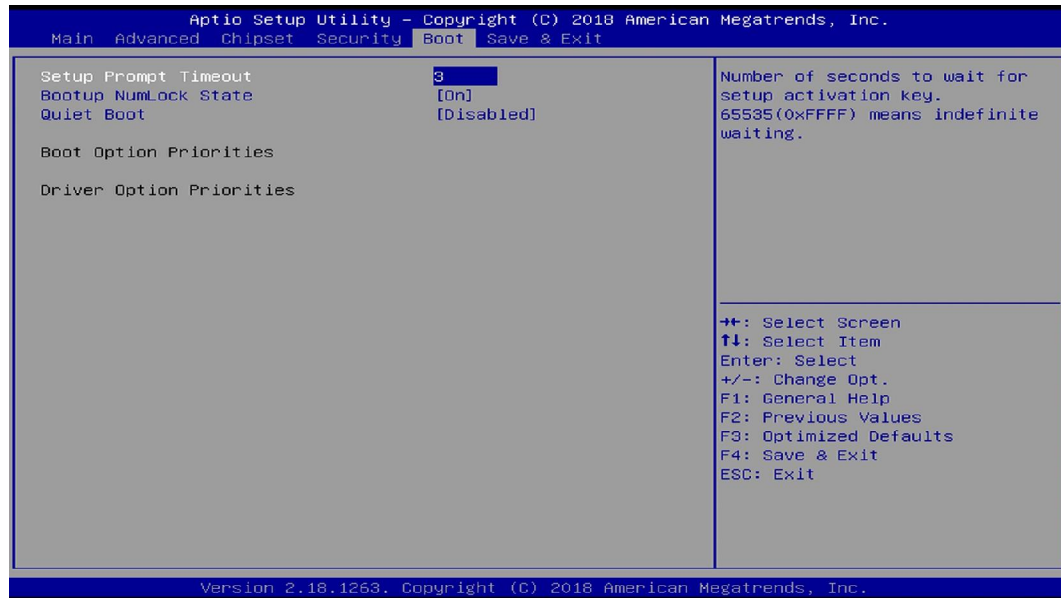 Aptio Setup Utility – Copyright (C) 2018 American Megatrends, Inc.
Main Advanced Chipset Security Boot Save & Exit
Setup Prompt Timeout 3
Bootup NumLock State [On]
Quiet Boot [Disabled]
Boot Option Priorities
Driver Option Priorities
Number of seconds to wait for
setup activation key.
65535(0xFFFF) means indefinite
waiting.
→←: Select Screen
↑↓: Select Item
Enter: Select
+/-: Change Opt.
F1: General Help
F2: Previous Values
F3: Optimized Defaults
F4: Save & Exit
ESC: Exit
Version 2.18.1263. Copyright (C) 2018 American Megatrends, Inc.